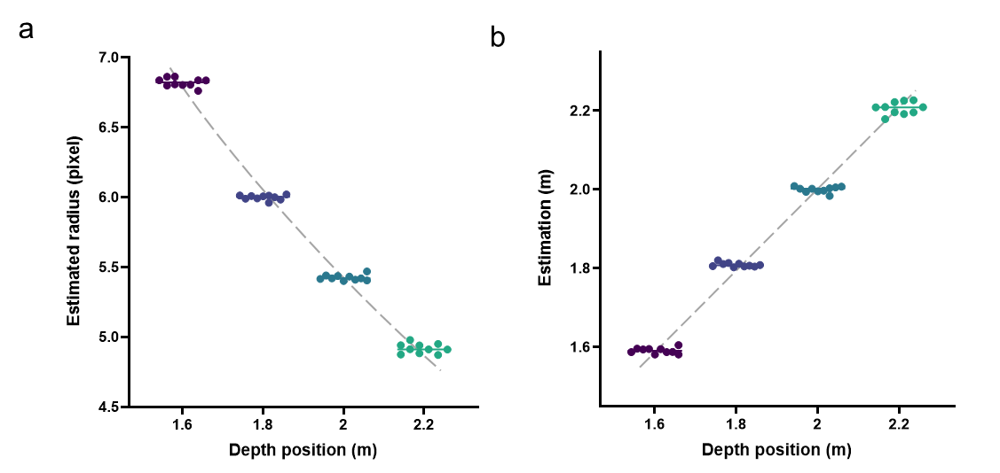 a
7.0
6.5
6.0
5.5
5.0
4.5
Estimated radius (pixel)
1.6 1.8 2 2.2
Depth position (m)
b
2.2
2.0
1.8
1.6
Estimation (m)
1.6 1.8 2 2.2
Depth position (m)